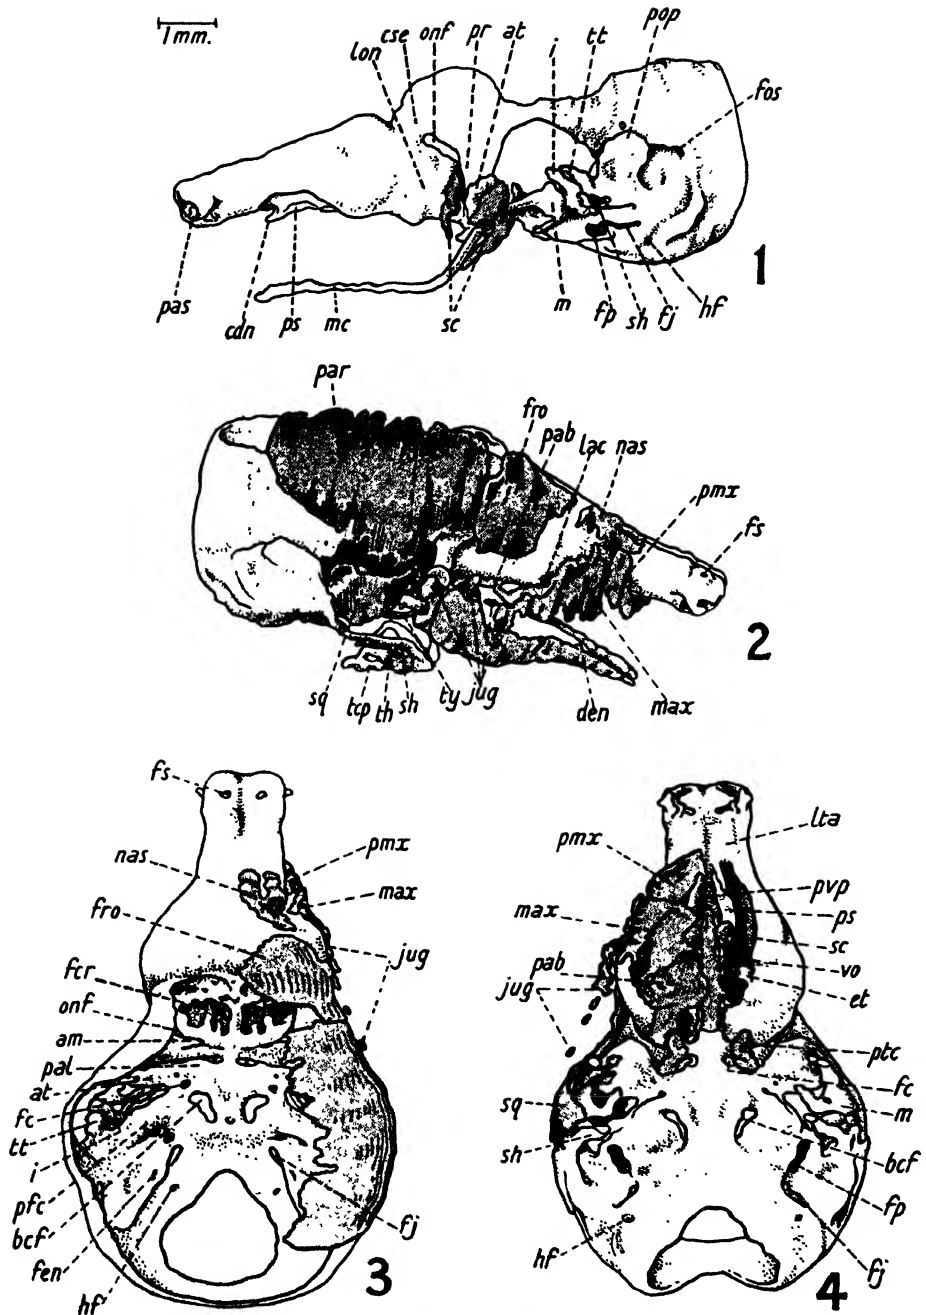 1mm.
lon cse onf pr at i tt pop
fos
pas cdn ps mc sc m fp sh fj hf
1
par
fro pab lac nas
pmx
fs
2
sq tcp th sh ty jug den max
fs
pmx
nas
max
fro
jug
fcr
onf
am
pal
at
fc
tt
i
pfc
bcf
fen
hf
fj
3
lta
pmx
pvp
ps
max
sc
pab
vo
jug
et
ptc
fc
sq
m
sh
bcf
fp
hf
fj
4